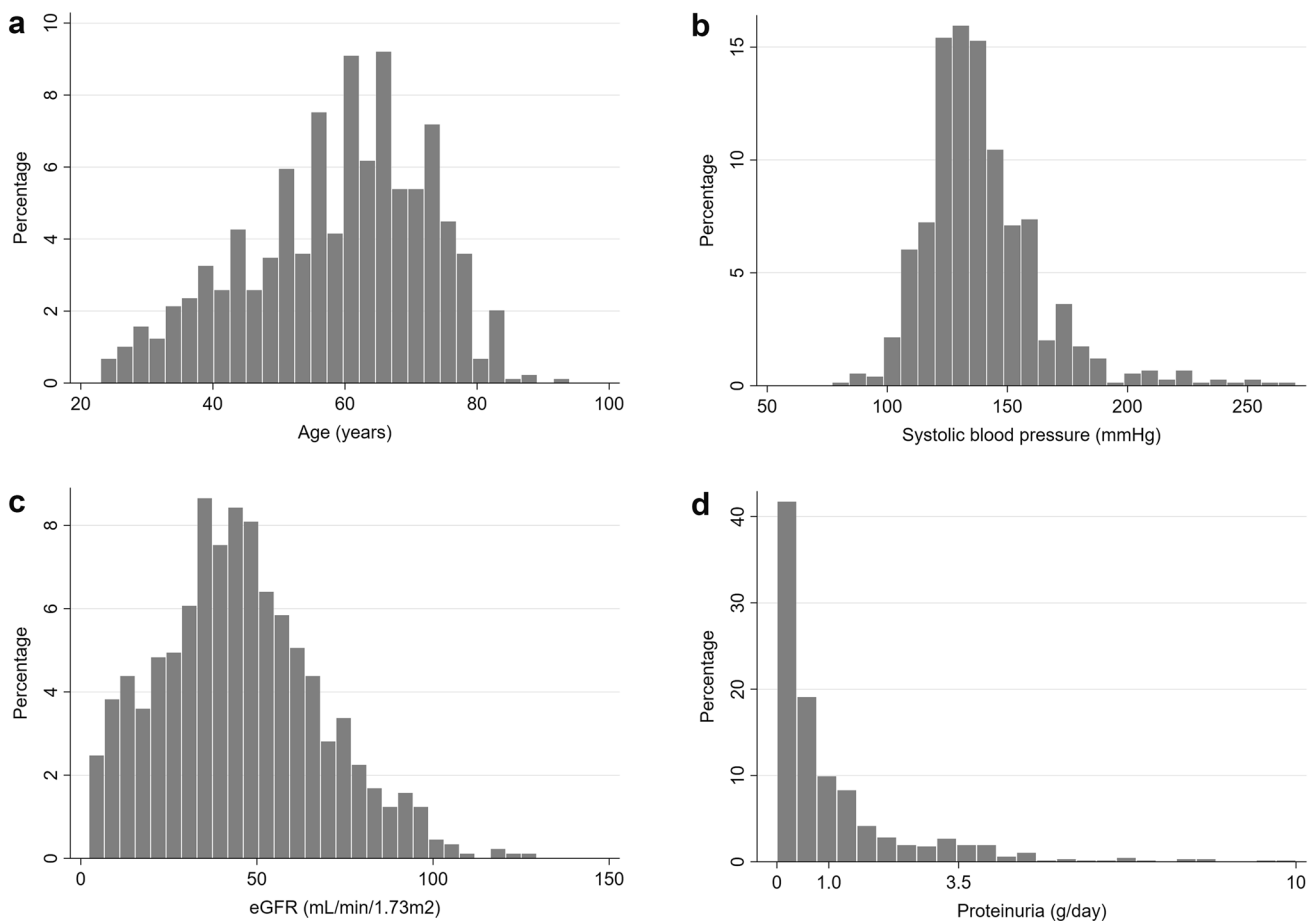 a
Percentage
0 2 4 6 8 10
20 40 60 80 100
Age (years)
b
Percentage
0 5 10 15
50 100 150 200 250
Systolic blood pressure (mmHg)
c
Percentage
0 2 4 6 8
0 50 100 150
eGFR (mL/min/1.73m2)
d
Percentage
0 10 20 30 40
0 1.0 3.5 10
Proteinuria (g/day)